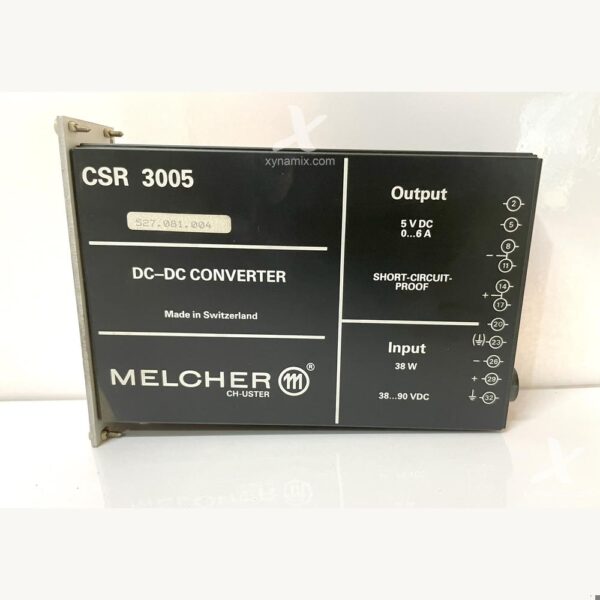 xynamix.com
CSR 3005
527.081.004
DC–DC CONVERTER
Made in Switzerland
MELCHER m ®
CH-USTER
Output
5 V DC
0...6 A
SHORT-CIRCUIT-
PROOF
Input
38 W
38...90 VDC
2
5
8
–
11
14
+
17
20
23
– 26
+ 29
32